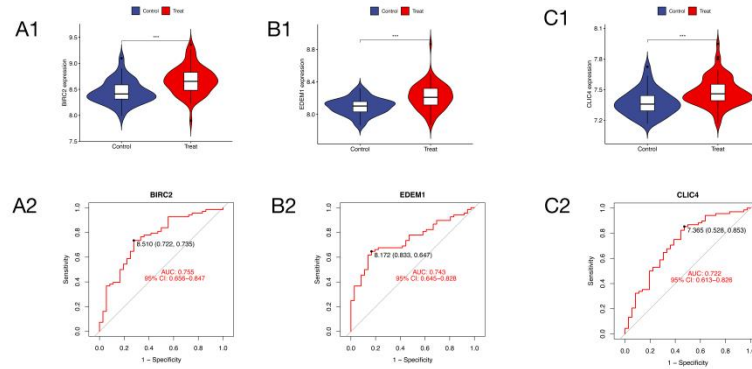 A1
Control Treat
***
BIRC2 expression
9.5
9.0
8.5
8.0
7.5
Control Treat
B1
Control Treat
***
EDEM1 expression
8.8
8.4
8.0
Control Treat
C1
Control Treat
***
CLIC4 expression
7.8
7.5
7.2
Control Treat
A2
BIRC2
Sensitivity
1.0
0.8
0.6
0.4
0.2
0.0
8.510 (0.722, 0.735)
AUC: 0.755
95% CI: 0.656–0.847
0.0 0.2 0.4 0.6 0.8 1.0
1 − Specificity
B2
EDEM1
Sensitivity
1.0
0.8
0.6
0.4
0.2
0.0
8.172 (0.833, 0.647)
AUC: 0.743
95% CI: 0.645–0.828
0.0 0.2 0.4 0.6 0.8 1.0
1 − Specificity
C2
CLIC4
Sensitivity
1.0
0.8
0.6
0.4
0.2
0.0
7.365 (0.528, 0.853)
AUC: 0.722
95% CI: 0.613–0.826
0.0 0.2 0.4 0.6 0.8 1.0
1 − Specificity